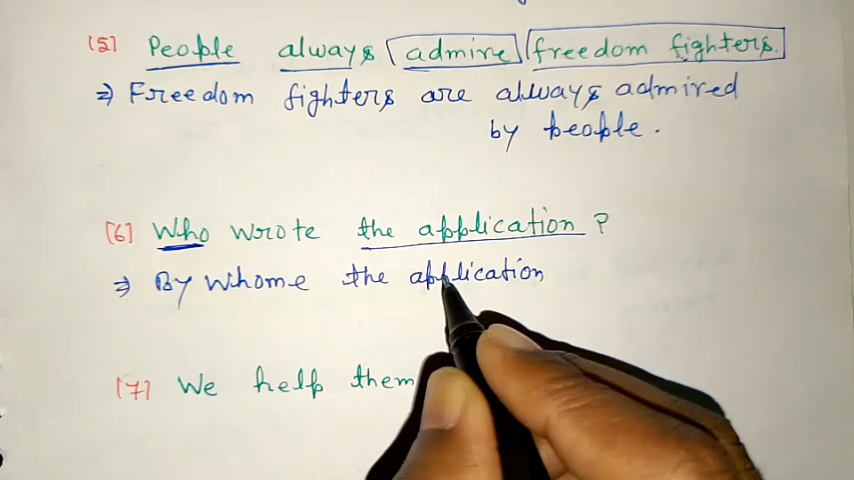 [5] People always admire freedom fighters.
⇒ Freedom fighters are always admired
by people.
[6] Who wrote the application ?
⇒ By Whome the application
[7] We help them